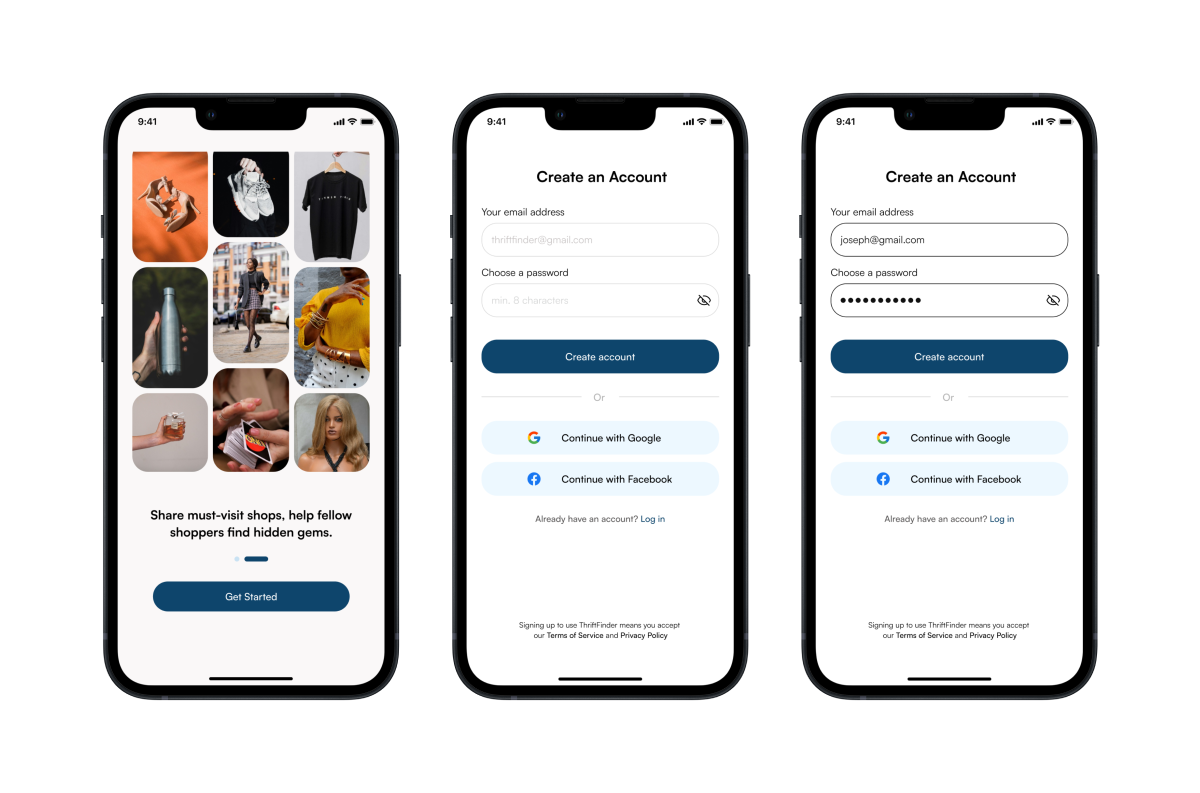 9:41
Share must-visit shops, help fellow
shoppers find hidden gems.
Get Started
9:41
Create an Account
Your email address
thriftfinder@gmail.com
Choose a password
min. 8 characters
Create account
Or
Continue with Google
Continue with Facebook
Already have an account? Log in
Signing up to use ThriftFinder means you accept
our Terms of Service and Privacy Policy
9:41
Create an Account
Your email address
joseph@gmail.com
Choose a password
Create account
Or
Continue with Google
Continue with Facebook
Already have an account? Log in
Signing up to use ThriftFinder means you accept
our Terms of Service and Privacy Policy